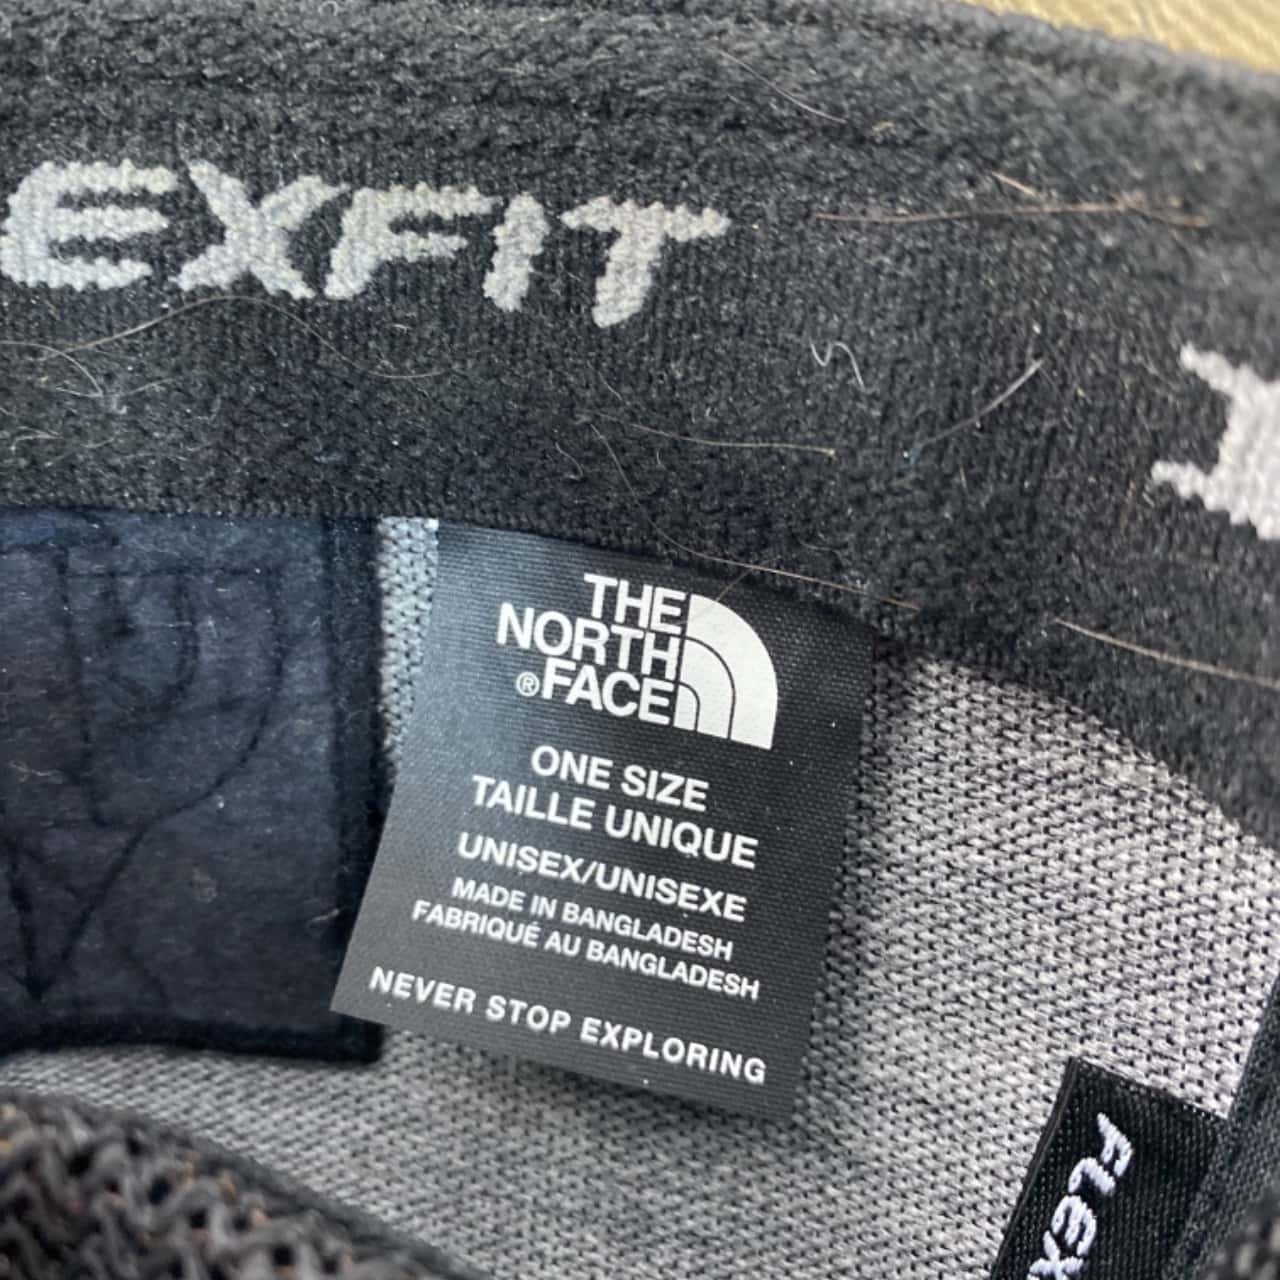 EXFIT
THE
NORTH
®FACE
ONE SIZE
TAILLE UNIQUE
UNISEX/UNISEXE
MADE IN BANGLADESH
FABRIQUÉ AU BANGLADESH
NEVER STOP EXPLORING
FLEX